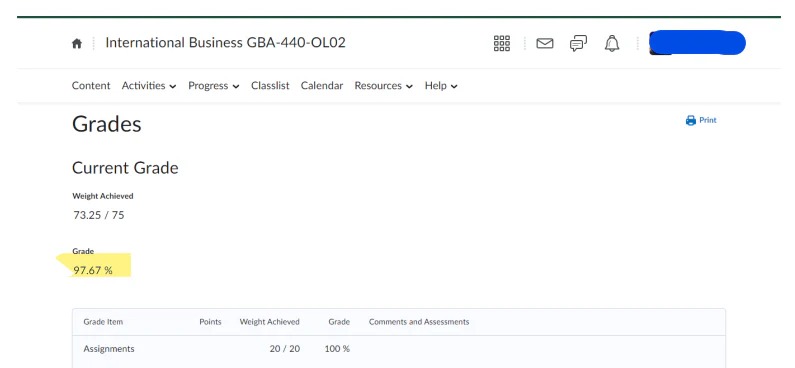 International Business GBA-440-OL02
Content Activities Progress Classlist Calendar Resources Help
Grades
Print
Current Grade
Weight Achieved
73.25 / 75
Grade
97.67 %
Grade Item Points Weight Achieved Grade Comments and Assessments
Assignments 20 / 20 100 %